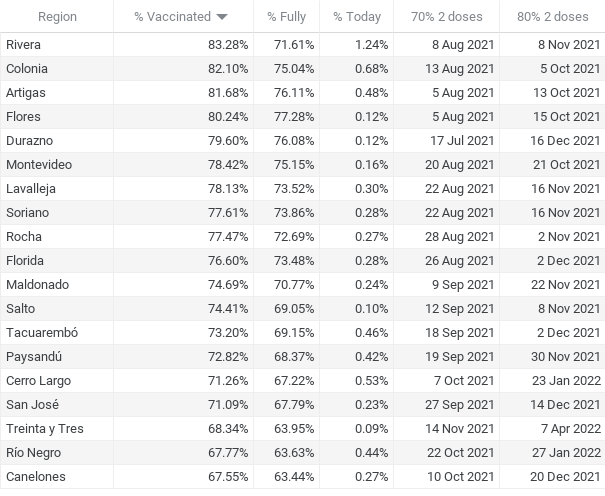 Region % Vaccinated % Fully % Today 70% 2 doses 80% 2 doses
Rivera 83.28% 71.61% 1.24% 8 Aug 2021 8 Nov 2021
Colonia 82.10% 75.04% 0.68% 13 Aug 2021 5 Oct 2021
Artigas 81.68% 76.11% 0.48% 5 Aug 2021 13 Oct 2021
Flores 80.24% 77.28% 0.12% 5 Aug 2021 15 Oct 2021
Durazno 79.60% 76.08% 0.12% 17 Jul 2021 16 Dec 2021
Montevideo 78.42% 75.15% 0.16% 20 Aug 2021 21 Oct 2021
Lavalleja 78.13% 73.52% 0.30% 22 Aug 2021 16 Nov 2021
Soriano 77.61% 73.86% 0.28% 22 Aug 2021 16 Nov 2021
Rocha 77.47% 72.69% 0.27% 28 Aug 2021 2 Nov 2021
Florida 76.60% 73.48% 0.28% 26 Aug 2021 2 Dec 2021
Maldonado 74.69% 70.77% 0.24% 9 Sep 2021 22 Nov 2021
Salto 74.41% 69.05% 0.10% 12 Sep 2021 8 Nov 2021
Tacuarembó 73.20% 69.15% 0.46% 18 Sep 2021 2 Dec 2021
Paysandú 72.82% 68.37% 0.42% 19 Sep 2021 30 Nov 2021
Cerro Largo 71.26% 67.22% 0.53% 7 Oct 2021 23 Jan 2022
San José 71.09% 67.79% 0.23% 27 Sep 2021 14 Dec 2021
Treinta y Tres 68.34% 63.95% 0.09% 14 Nov 2021 7 Apr 2022
Río Negro 67.77% 63.63% 0.44% 22 Oct 2021 27 Jan 2022
Canelones 67.55% 63.44% 0.27% 10 Oct 2021 20 Dec 2021